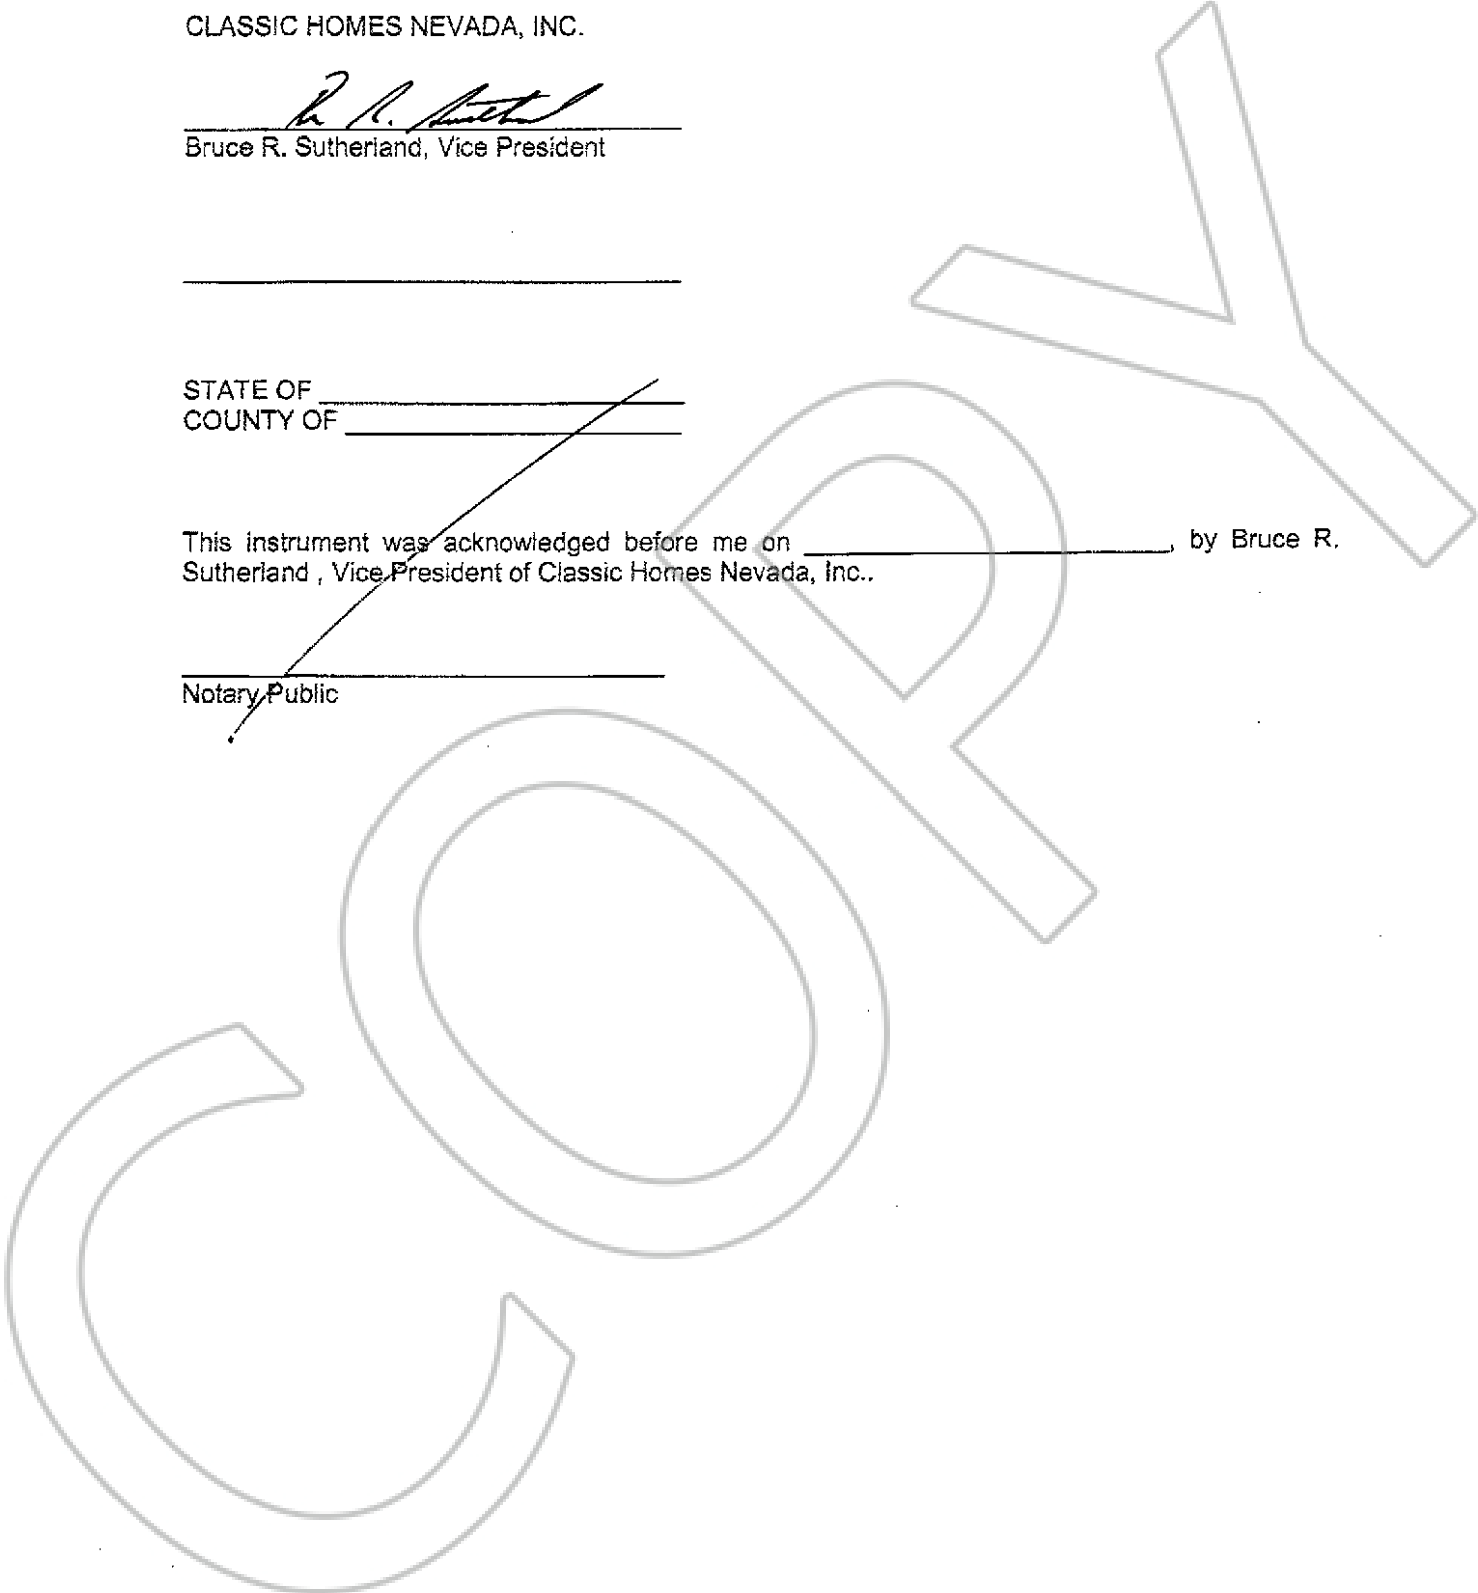 CLASSIC HOMES NEVADA, INC.
Bruce R. Sutherland, Vice President
STATE OF
COUNTY OF
This instrument was acknowledged before me on ____________, by Bruce R.
Sutherland , Vice President of Classic Homes Nevada, Inc..
Notary Public
COPY